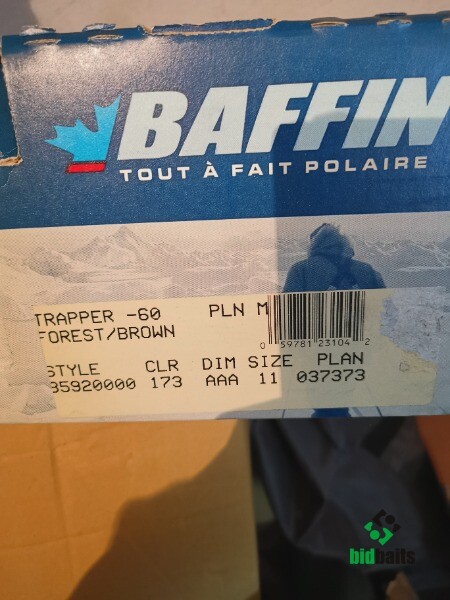 BAFFIN
TOUT À FAIT POLAIRE
TRAPPER -60 PLN M
FOREST/BROWN
0 59781 23104 2
STYLE CLR DIM SIZE PLAN
35920000 173 AAA 11 037373
bidbaits